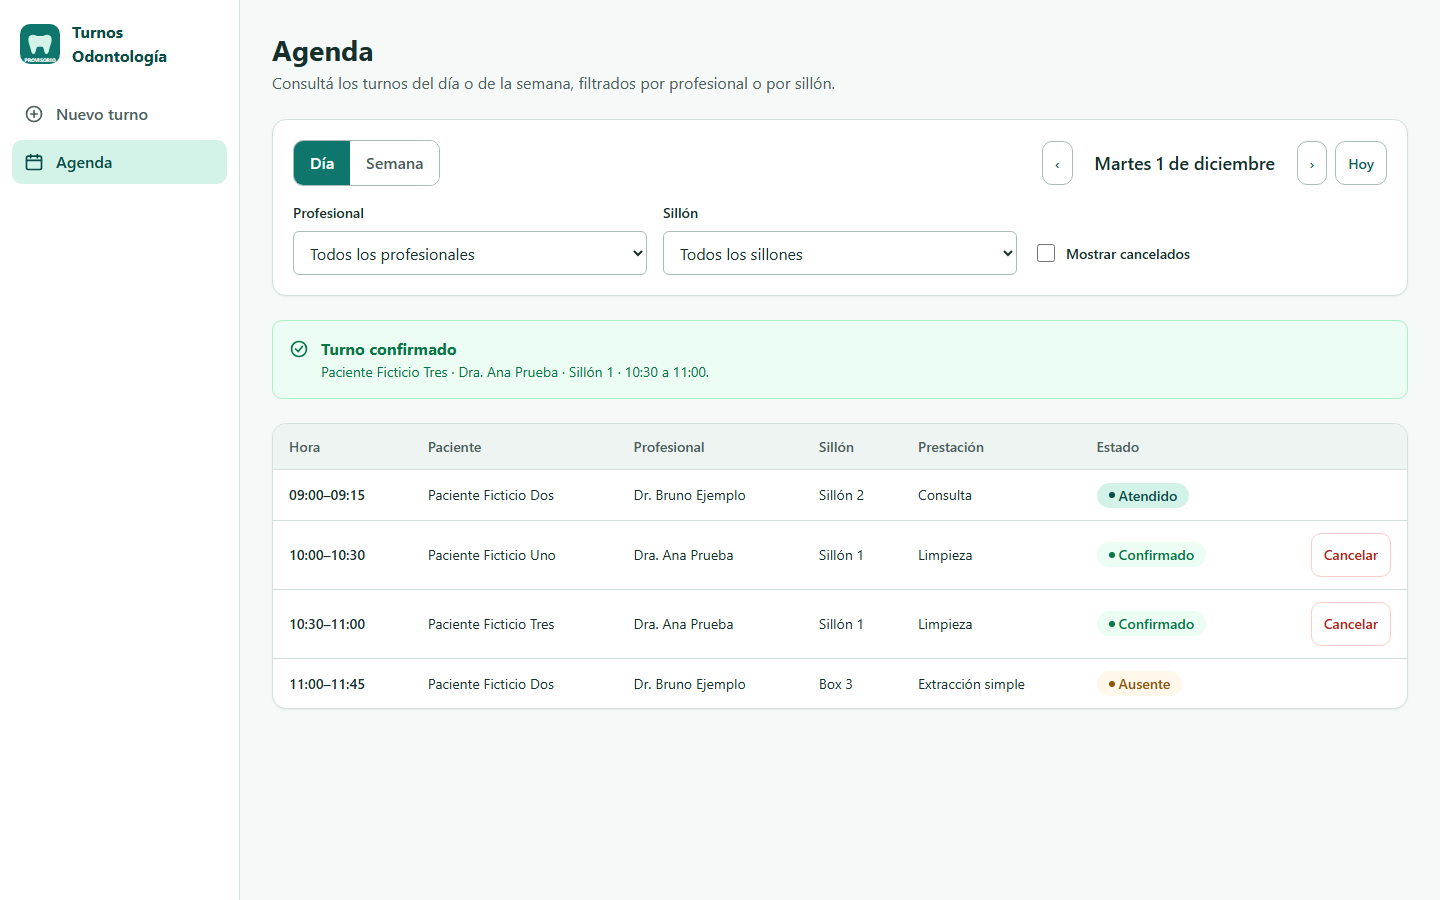 Turnos
Odontología
PROVISORIO
Nuevo turno
Agenda
Agenda
Consultá los turnos del día o de la semana, filtrados por profesional o por sillón.
Día Semana ‹ Martes 1 de diciembre › Hoy
Profesional Sillón
Todos los profesionales Todos los sillones Mostrar cancelados
Turno confirmado
Paciente Ficticio Tres · Dra. Ana Prueba · Sillón 1 · 10:30 a 11:00.
Hora Paciente Profesional Sillón Prestación Estado
09:00–09:15 Paciente Ficticio Dos Dr. Bruno Ejemplo Sillón 2 Consulta Atendido
10:00–10:30 Paciente Ficticio Uno Dra. Ana Prueba Sillón 1 Limpieza Confirmado Cancelar
10:30–11:00 Paciente Ficticio Tres Dra. Ana Prueba Sillón 1 Limpieza Confirmado Cancelar
11:00–11:45 Paciente Ficticio Dos Dr. Bruno Ejemplo Box 3 Extracción simple Ausente